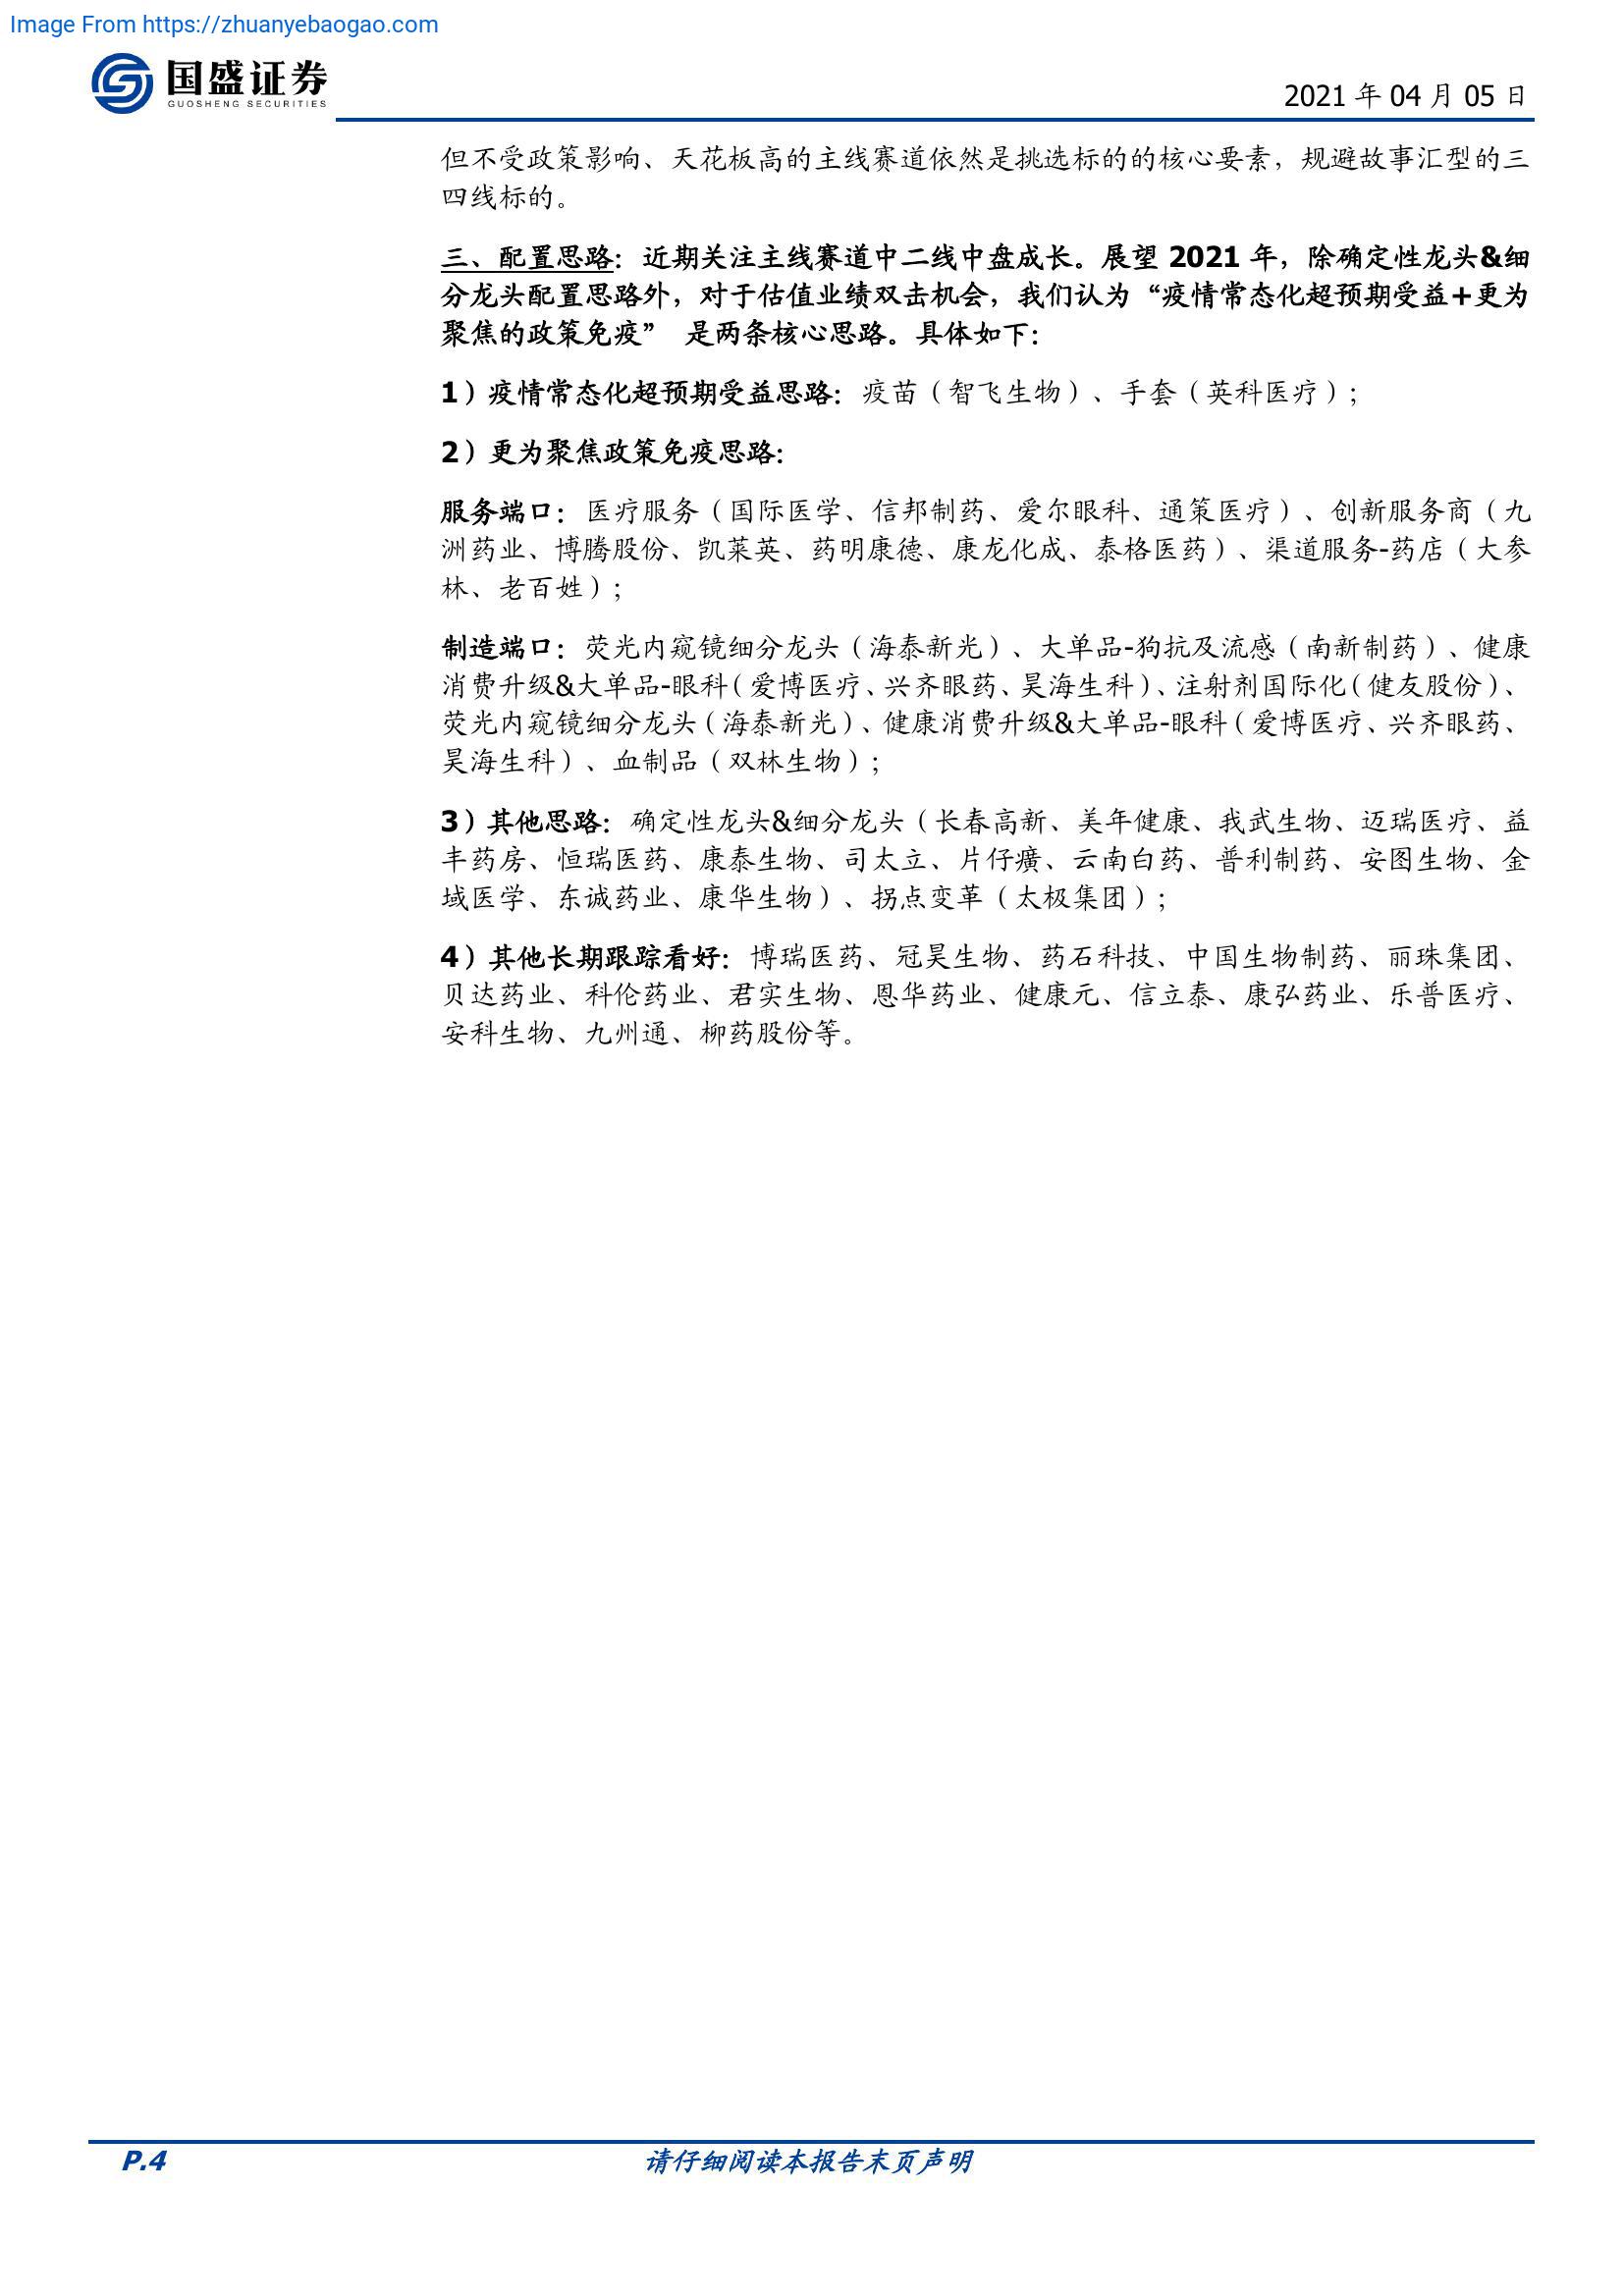 Image From https://zhuanyebaogao.com
国盛证券
GUOSHENG SECURITIES
2021 年 04 月 05 日
但不受政策影响、天花板高的主线赛道依然是挑选标的的核心要素，规避故事汇型的三
四线标的。
三、配置思路：近期关注主线赛道中二线中盘成长。展望 2021 年，除确定性龙头&细
分龙头配置思路外，对于估值业绩双击机会，我们认为“疫情常态化超预期受益+更为
聚焦的政策免疫” 是两条核心思路。具体如下：
1）疫情常态化超预期受益思路：疫苗（智飞生物）、手套（英科医疗）；
2）更为聚焦政策免疫思路：
服务端口：医疗服务（国际医学、信邦制药、爱尔眼科、通策医疗）、创新服务商（九
洲药业、博腾股份、凯莱英、药明康德、康龙化成、泰格医药）、渠道服务-药店（大参
林、老百姓）；
制造端口：荧光内窥镜细分龙头（海泰新光）、大单品-狗抗及流感（南新制药）、健康
消费升级&大单品-眼科（爱博医疗、兴齐眼药、昊海生科）、注射剂国际化（健友股份）、
荧光内窥镜细分龙头（海泰新光）、健康消费升级&大单品-眼科（爱博医疗、兴齐眼药、
昊海生科）、血制品（双林生物）；
3）其他思路：确定性龙头&细分龙头（长春高新、美年健康、我武生物、迈瑞医疗、益
丰药房、恒瑞医药、康泰生物、司太立、片仔癀、云南白药、普利制药、安图生物、金
域医学、东诚药业、康华生物）、拐点变革（太极集团）；
4）其他长期跟踪看好：博瑞医药、冠昊生物、药石科技、中国生物制药、丽珠集团、
贝达药业、科伦药业、君实生物、恩华药业、健康元、信立泰、康弘药业、乐普医疗、
安科生物、九州通、柳药股份等。
P.4
请仔细阅读本报告末页声明